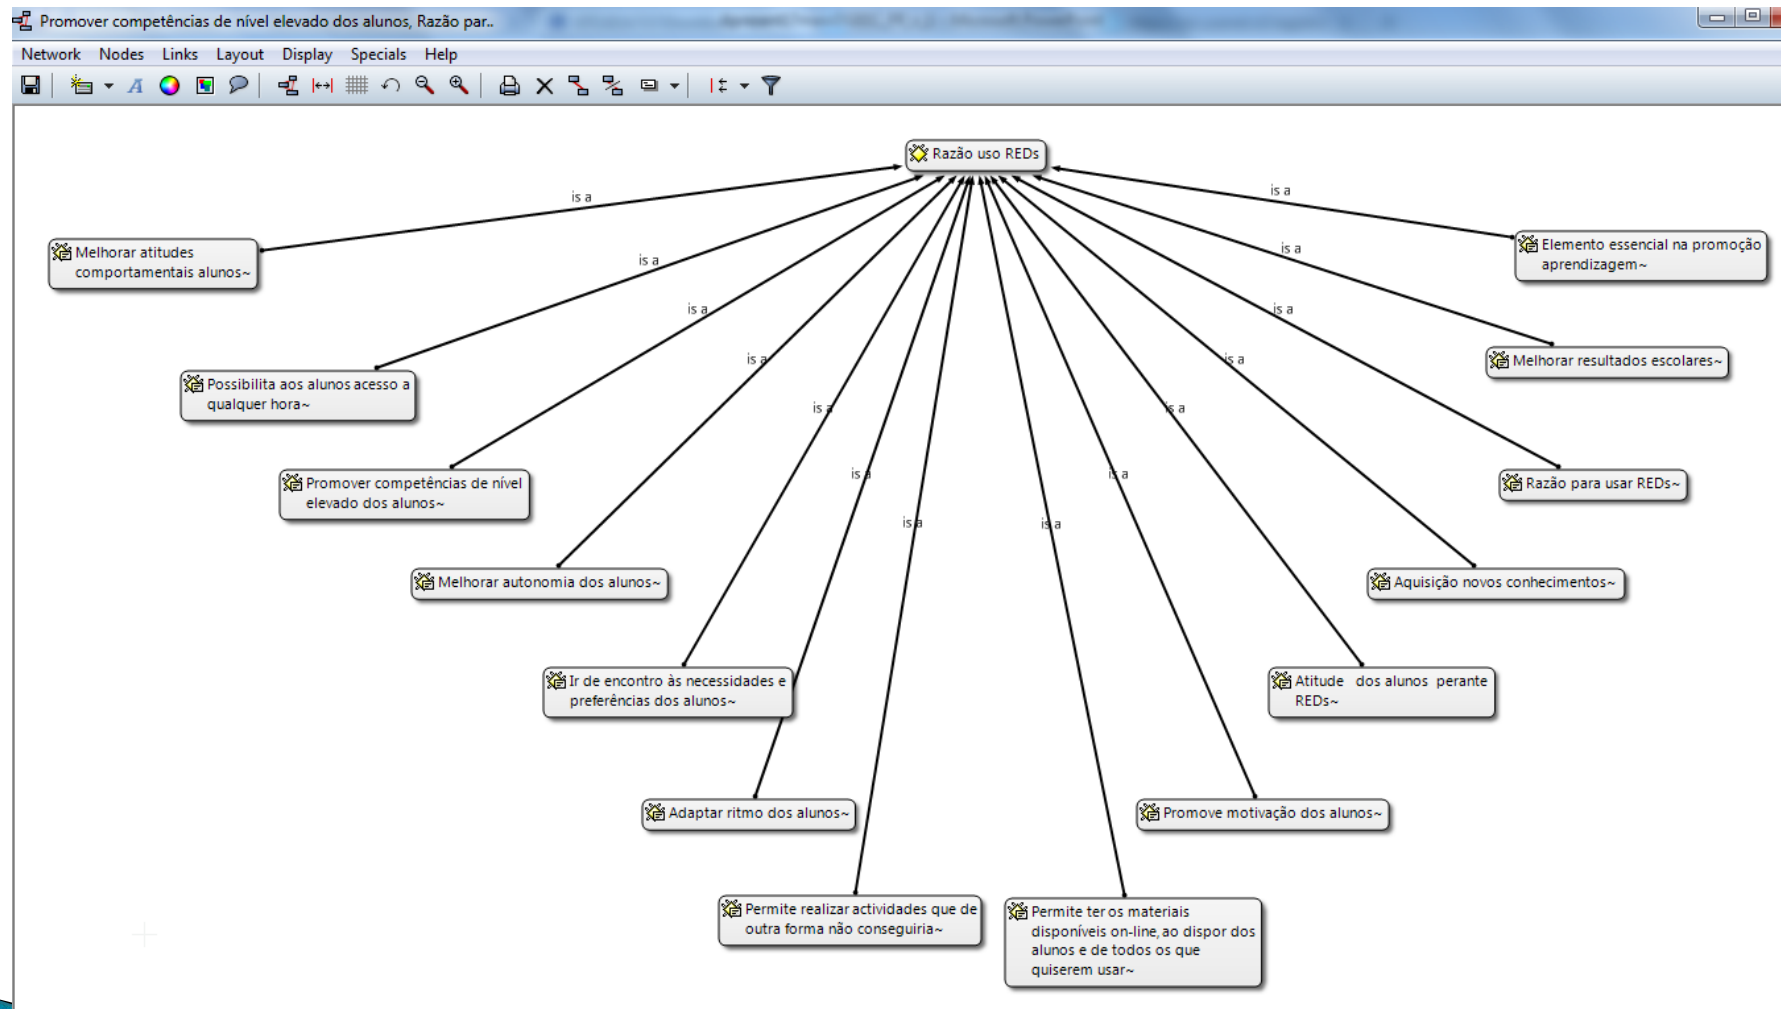 Promover competências de nível elevado dos alunos, Razão par..
Network Nodes Links Layout Display Specials Help
Razão uso REDs
is a
is a
is a
is a
is a
is a
is a
is a
is a
is a
is a
is a
is a
is a
Melhorar atitudes
comportamentais alunos~
Elemento essencial na promoção
aprendizagem~
Possibilita aos alunos acesso a
qualquer hora~
Melhorar resultados escolares~
Promover competências de nível
elevado dos alunos~
Razão para usar REDs~
Melhorar autonomia dos alunos~
Aquisição novos conhecimentos~
Ir de encontro às necessidades e
preferências dos alunos~
Atitude dos alunos perante
REDs~
Adaptar ritmo dos alunos~
Promove motivação dos alunos~
Permite realizar actividades que de
outra forma não conseguiria~
Permite ter os materiais
disponíveis on-line, ao dispor dos
alunos e de todos os que
quiserem usar~